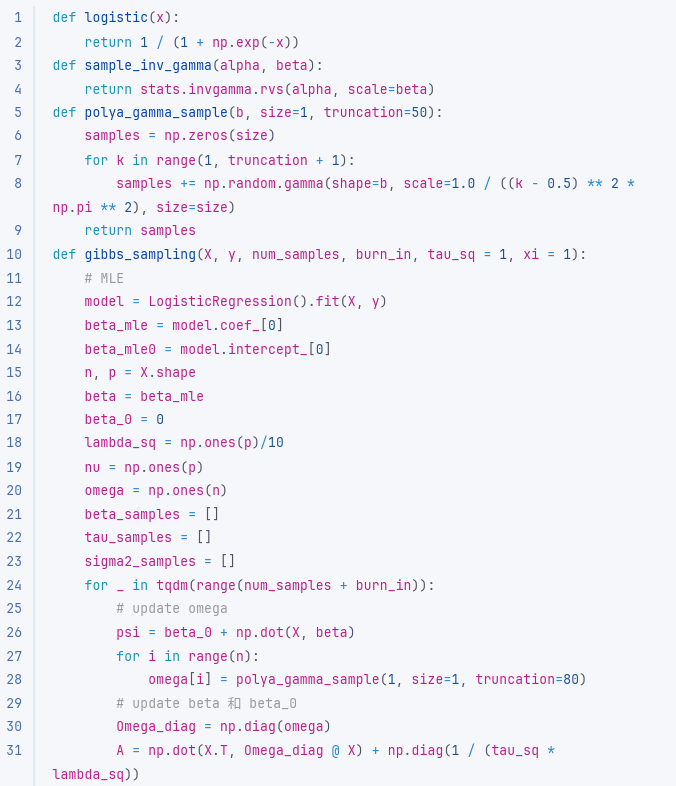 1 def logistic(x):
2     return 1 / (1 + np.exp(-x))
3 def sample_inv_gamma(alpha, beta):
4     return stats.invgamma.rvs(alpha, scale=beta)
5 def polya_gamma_sample(b, size=1, truncation=50):
6     samples = np.zeros(size)
7     for k in range(1, truncation + 1):
8         samples += np.random.gamma(shape=b, scale=1.0 / ((k - 0.5) ** 2 *
np.pi ** 2), size=size)
9     return samples
10 def gibbs_sampling(X, y, num_samples, burn_in, tau_sq = 1, xi = 1):
11     # MLE
12     model = LogisticRegression().fit(X, y)
13     beta_mle = model.coef_[0]
14     beta_mle0 = model.intercept_[0]
15     n, p = X.shape
16     beta = beta_mle
17     beta_0 = 0
18     lambda_sq = np.ones(p)/10
19     nu = np.ones(p)
20     omega = np.ones(n)
21     beta_samples = []
22     tau_samples = []
23     sigma2_samples = []
24     for _ in tqdm(range(num_samples + burn_in)):
25         # update omega
26         psi = beta_0 + np.dot(X, beta)
27         for i in range(n):
28             omega[i] = polya_gamma_sample(1, size=1, truncation=80)
29         # update beta 和 beta_0
30         Omega_diag = np.diag(omega)
31         A = np.dot(X.T, Omega_diag @ X) + np.diag(1 / (tau_sq *
lambda_sq))